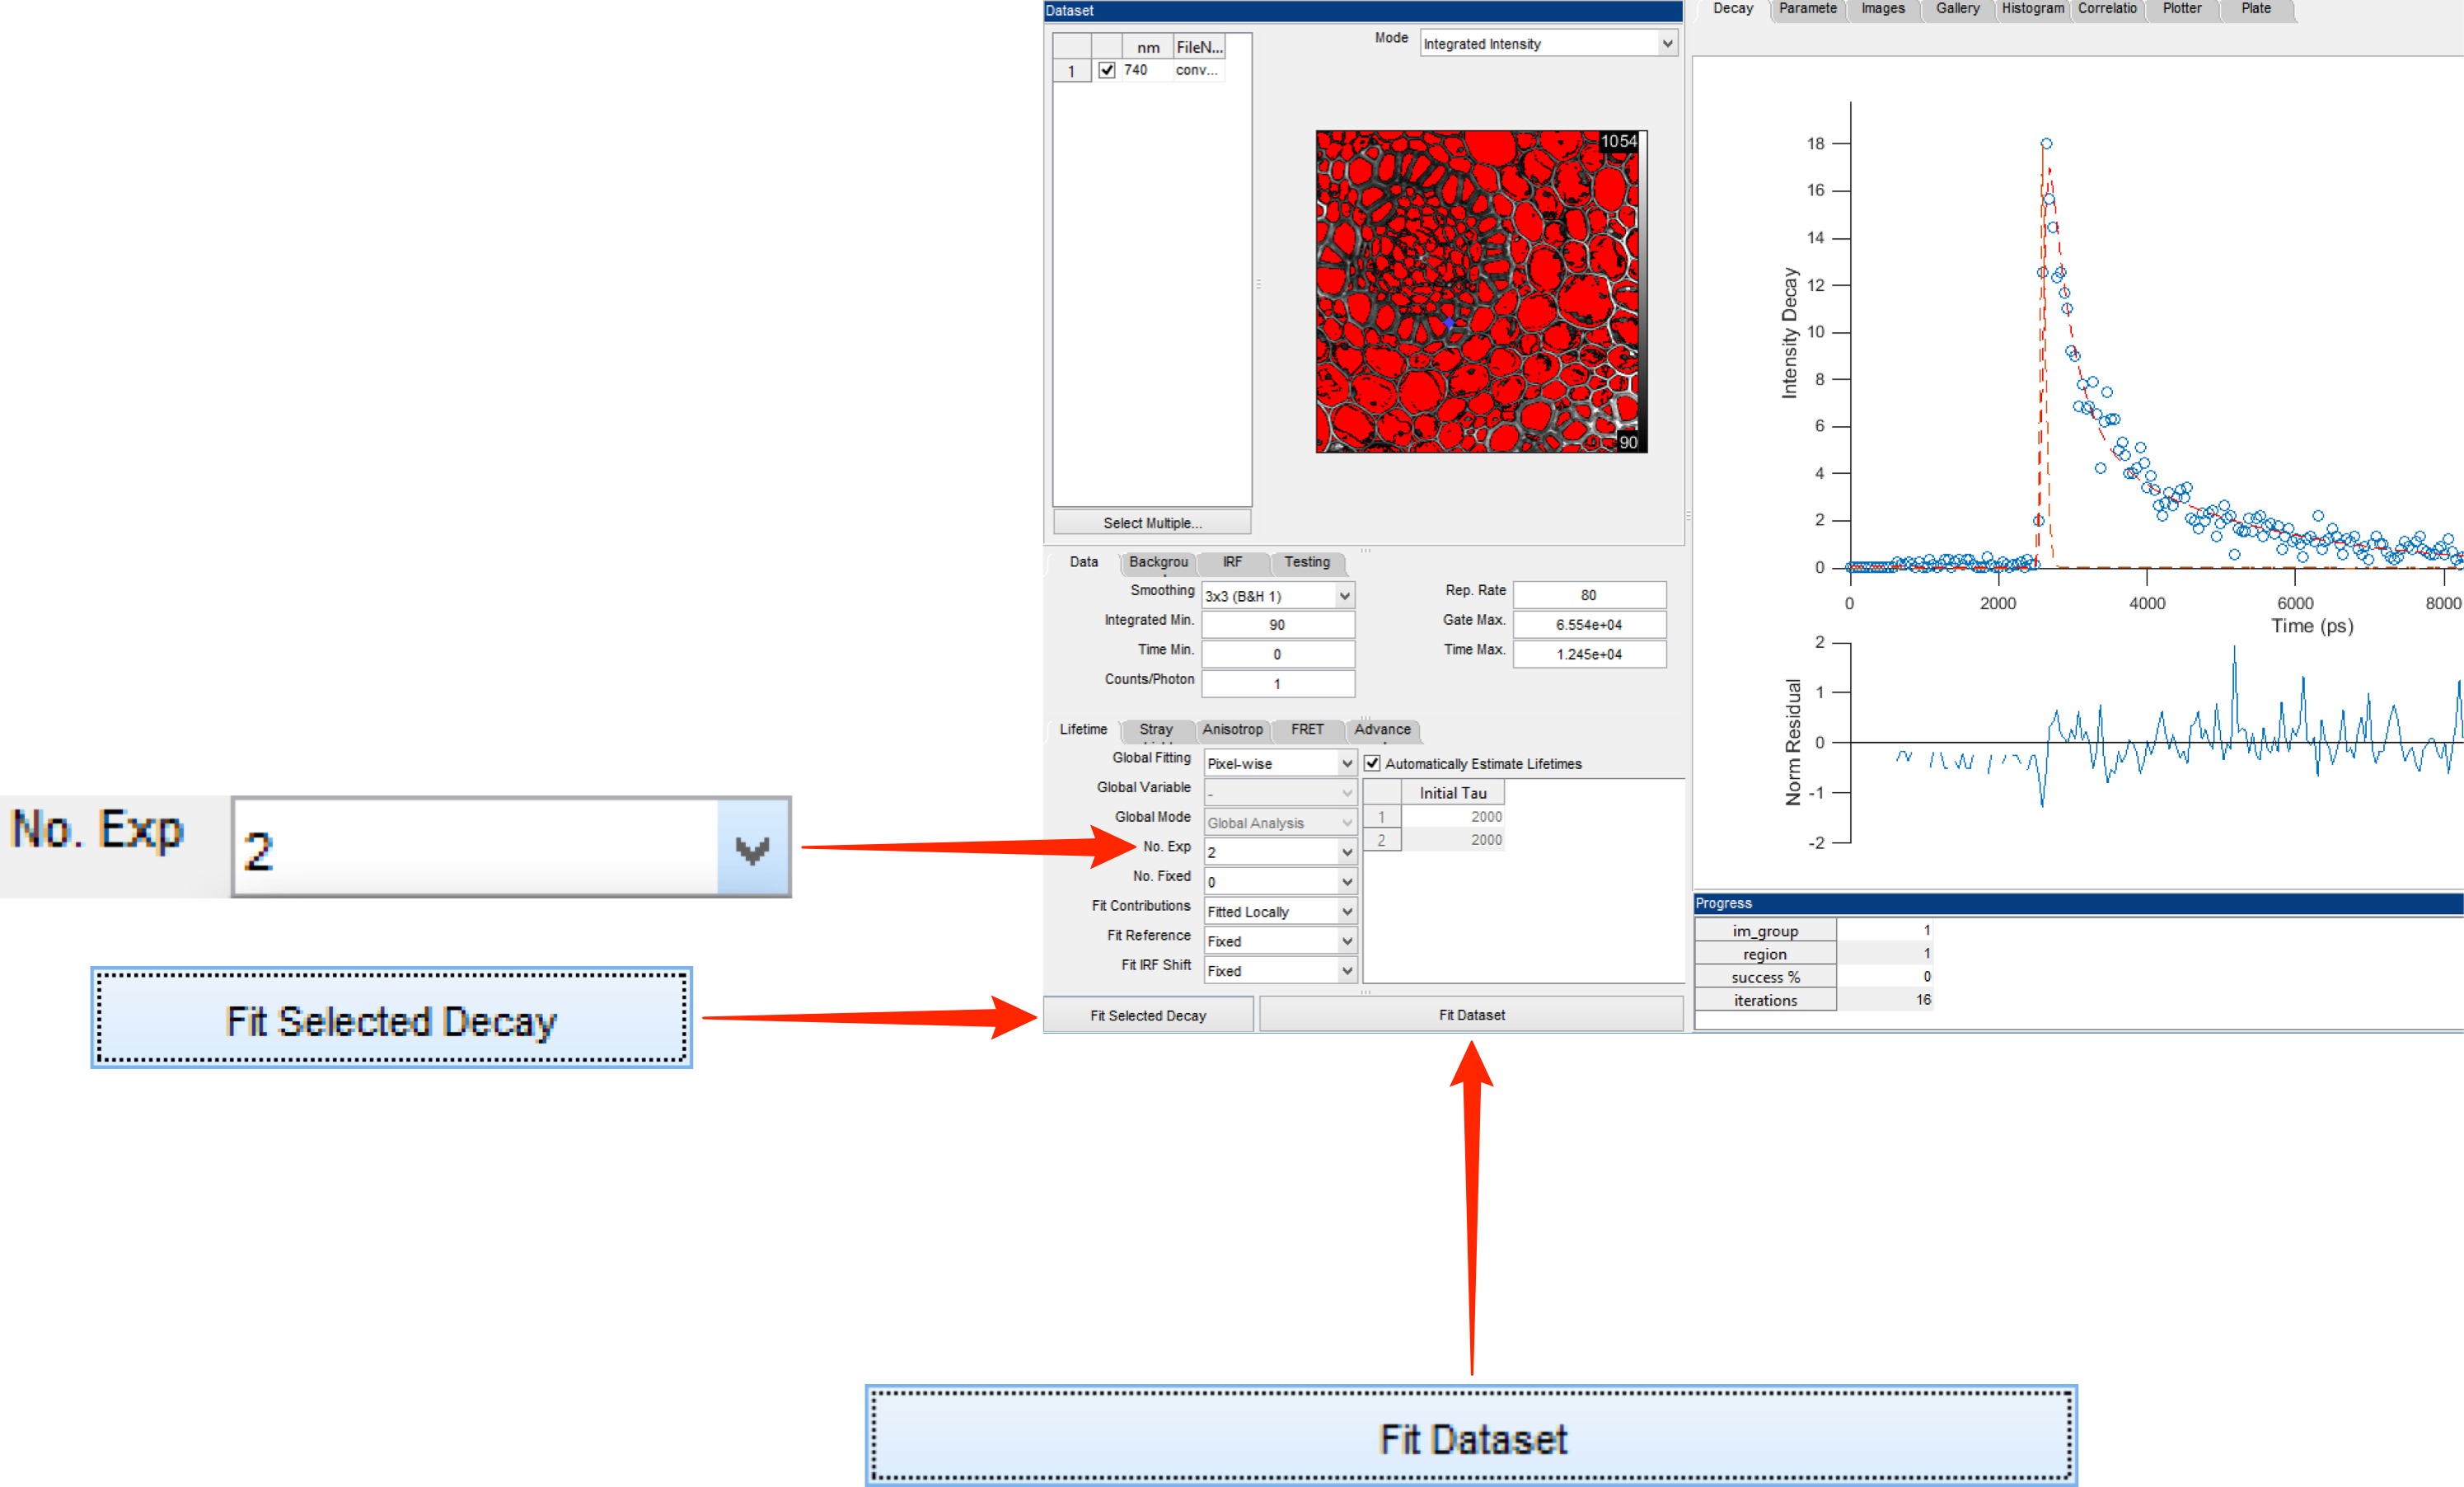 Dataset
nm FileN...
1 740 conv...
Select Multiple...
Mode Integrated Intensity
1054
90
Data Backgrou IRF Testing
Smoothing 3x3 (B&H 1)
Integrated Min. 90
Time Min. 0
Counts/Photon 1
Rep. Rate 80
Gate Max. 6.554e+04
Time Max. 1.245e+04
Lifetime Stray Anisotrop FRET Advance
Global Fitting Pixel-wise
Global Variable -
Global Mode Global Analysis
No. Exp 2
No. Fixed 0
Fit Contributions Fitted Locally
Fit Reference Fixed
Fit IRF Shift Fixed
Automatically Estimate Lifetimes
Initial Tau
1 2000
2 2000
Fit Selected Decay Fit Dataset
Decay Paramete Images Gallery Histogram Correlatio Plotter Plate
Intensity Decay
18
16
14
12
10
8
6
4
2
0
0 2000 4000 6000 8000
Time (ps)
Norm Residual
2
1
0
-1
-2
Progress
im_group 1
region 1
success % 0
iterations 16
No. Exp 2
Fit Selected Decay
Fit Dataset